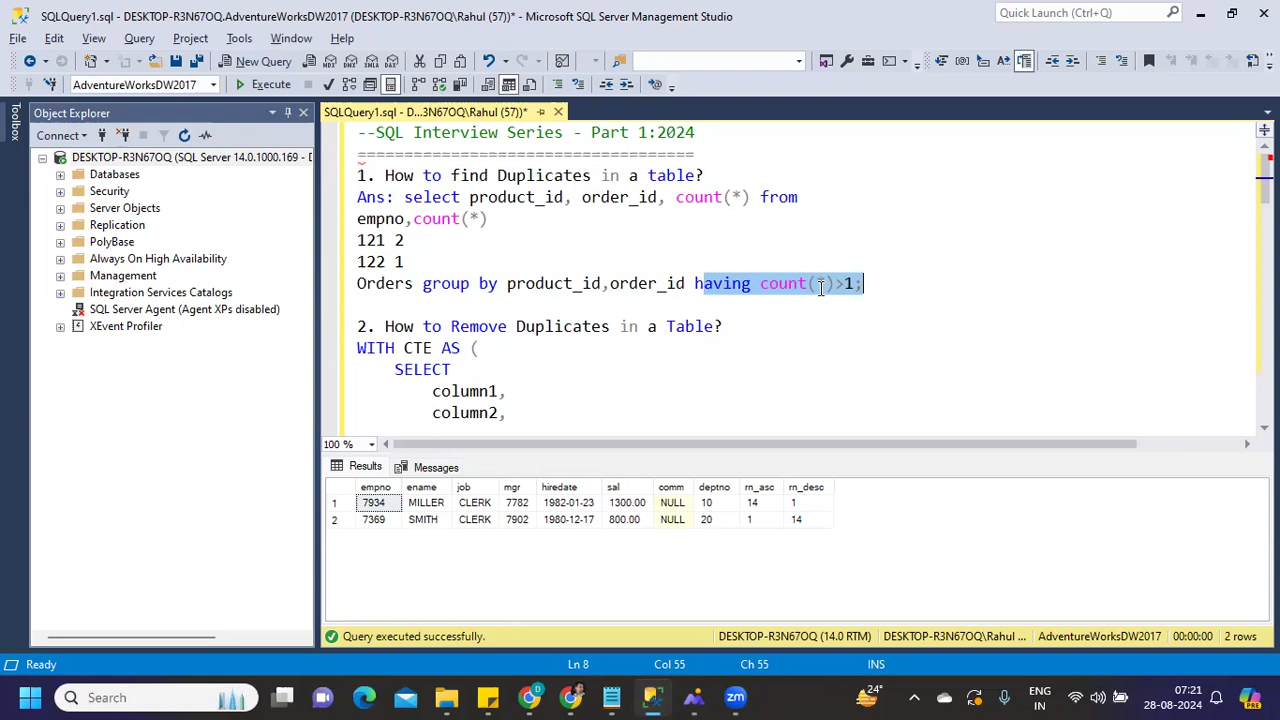 SQLQuery1.sql - DESKTOP-R3N67OQ.AdventureWorksDW2017 (DESKTOP-R3N67OQ\Rahul (57))* - Microsoft SQL Server Management Studio
Quick Launch (Ctrl+Q)
File Edit View Query Project Tools Window Help
New Query
AdventureWorksDW2017 Execute
Toolbox
Object Explorer
Connect
DESKTOP-R3N67OQ (SQL Server 14.0.1000.169 - D
Databases
Security
Server Objects
Replication
PolyBase
Always On High Availability
Management
Integration Services Catalogs
SQL Server Agent (Agent XPs disabled)
XEvent Profiler
SQLQuery1.sql - D...3N67OQ\Rahul (57))*
--SQL Interview Series - Part 1:2024
====================================
1. How to find Duplicates in a table?
Ans: select product_id, order_id, count(*) from
empno,count(*)
121 2
122 1
Orders group by product_id,order_id having count(*)>1;
2. How to Remove Duplicates in a Table?
WITH CTE AS (
SELECT
column1,
column2,
100 %
Results Messages
empno ename job mgr hiredate sal comm deptno rn_asc rn_desc
1 7934 MILLER CLERK 7782 1982-01-23 1300.00 NULL 10 14 1
2 7369 SMITH CLERK 7902 1980-12-17 800.00 NULL 20 1 14
Query executed successfully. DESKTOP-R3N67OQ (14.0 RTM) DESKTOP-R3N67OQ\Rahul ... AdventureWorksDW2017 00:00:00 2 rows
Ready Ln 8 Col 55 Ch 55 INS
Search
zm
24°
ENG
IN
07:21
28-08-2024
PRE